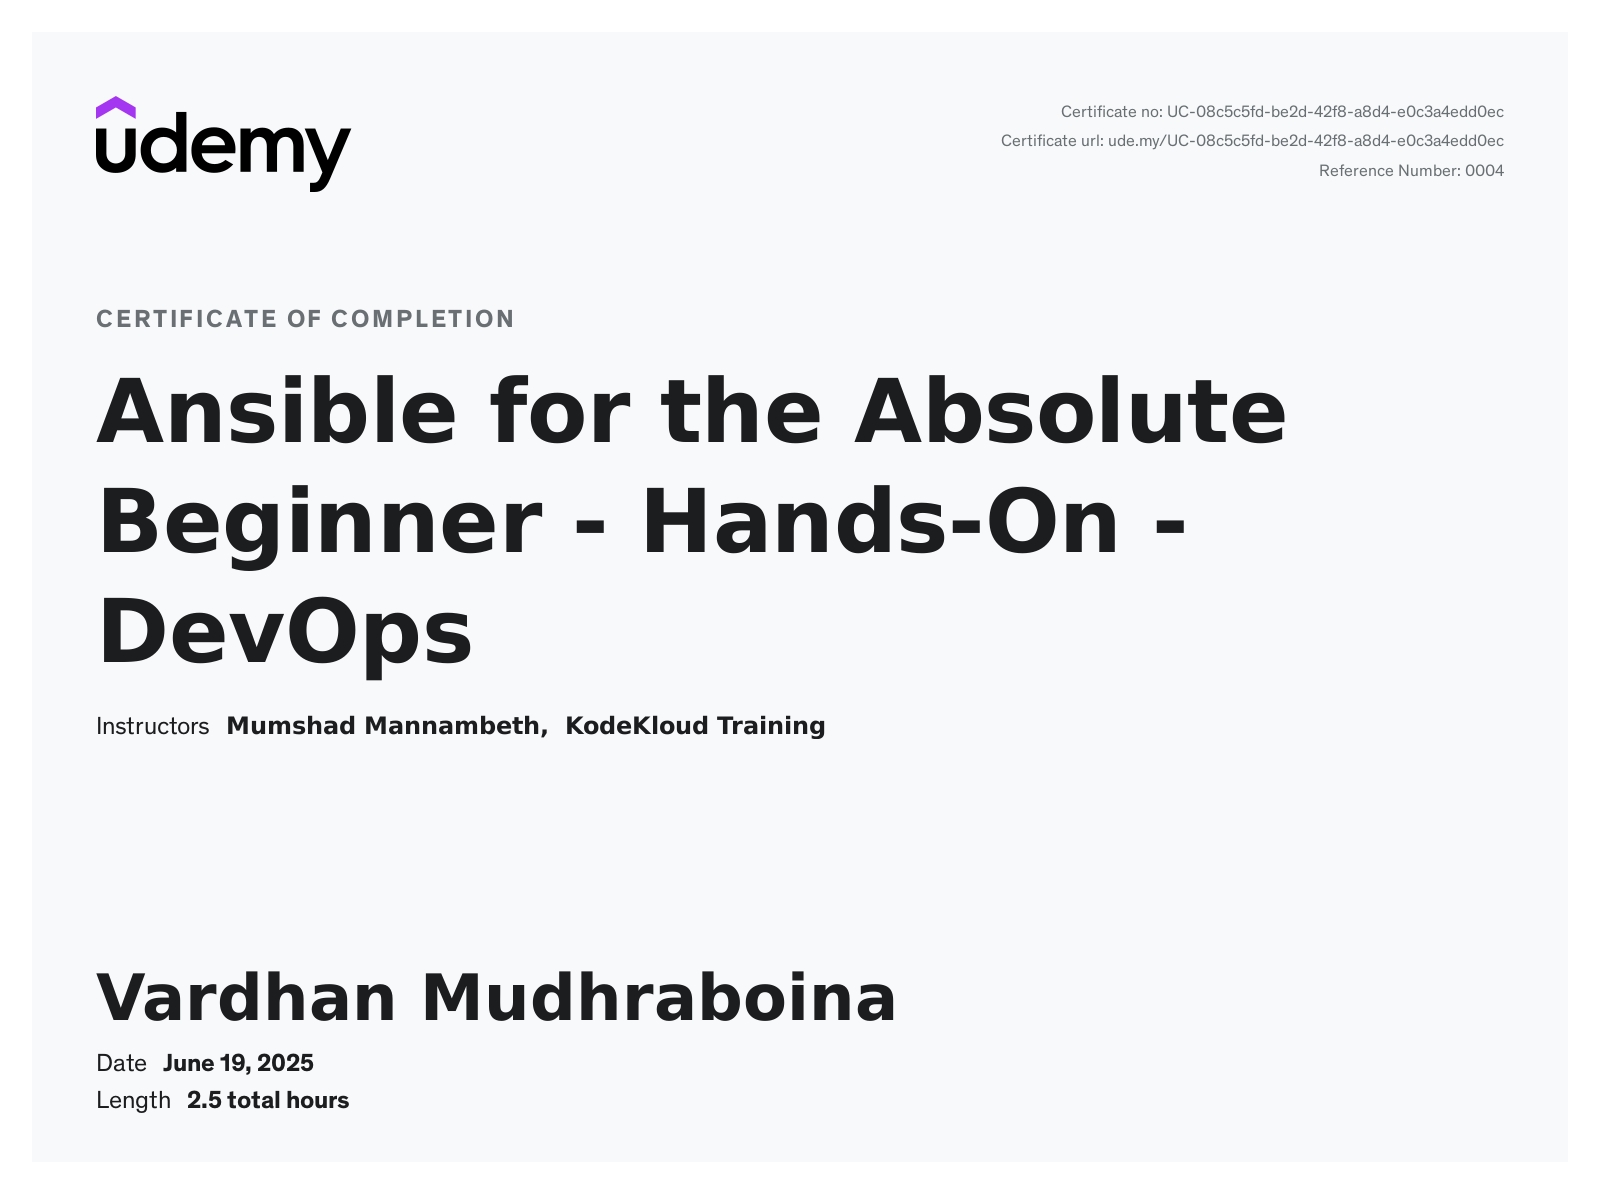 udemy
Certificate no: UC-08c5c5fd-be2d-42f8-a8d4-e0c3a4edd0ec
Certificate url: ude.my/UC-08c5c5fd-be2d-42f8-a8d4-e0c3a4edd0ec
Reference Number: 0004
CERTIFICATE OF COMPLETION
Ansible for the Absolute
Beginner - Hands-On -
DevOps
Instructors Mumshad Mannambeth, KodeKloud Training
Vardhan Mudhraboina
Date June 19, 2025
Length 2.5 total hours